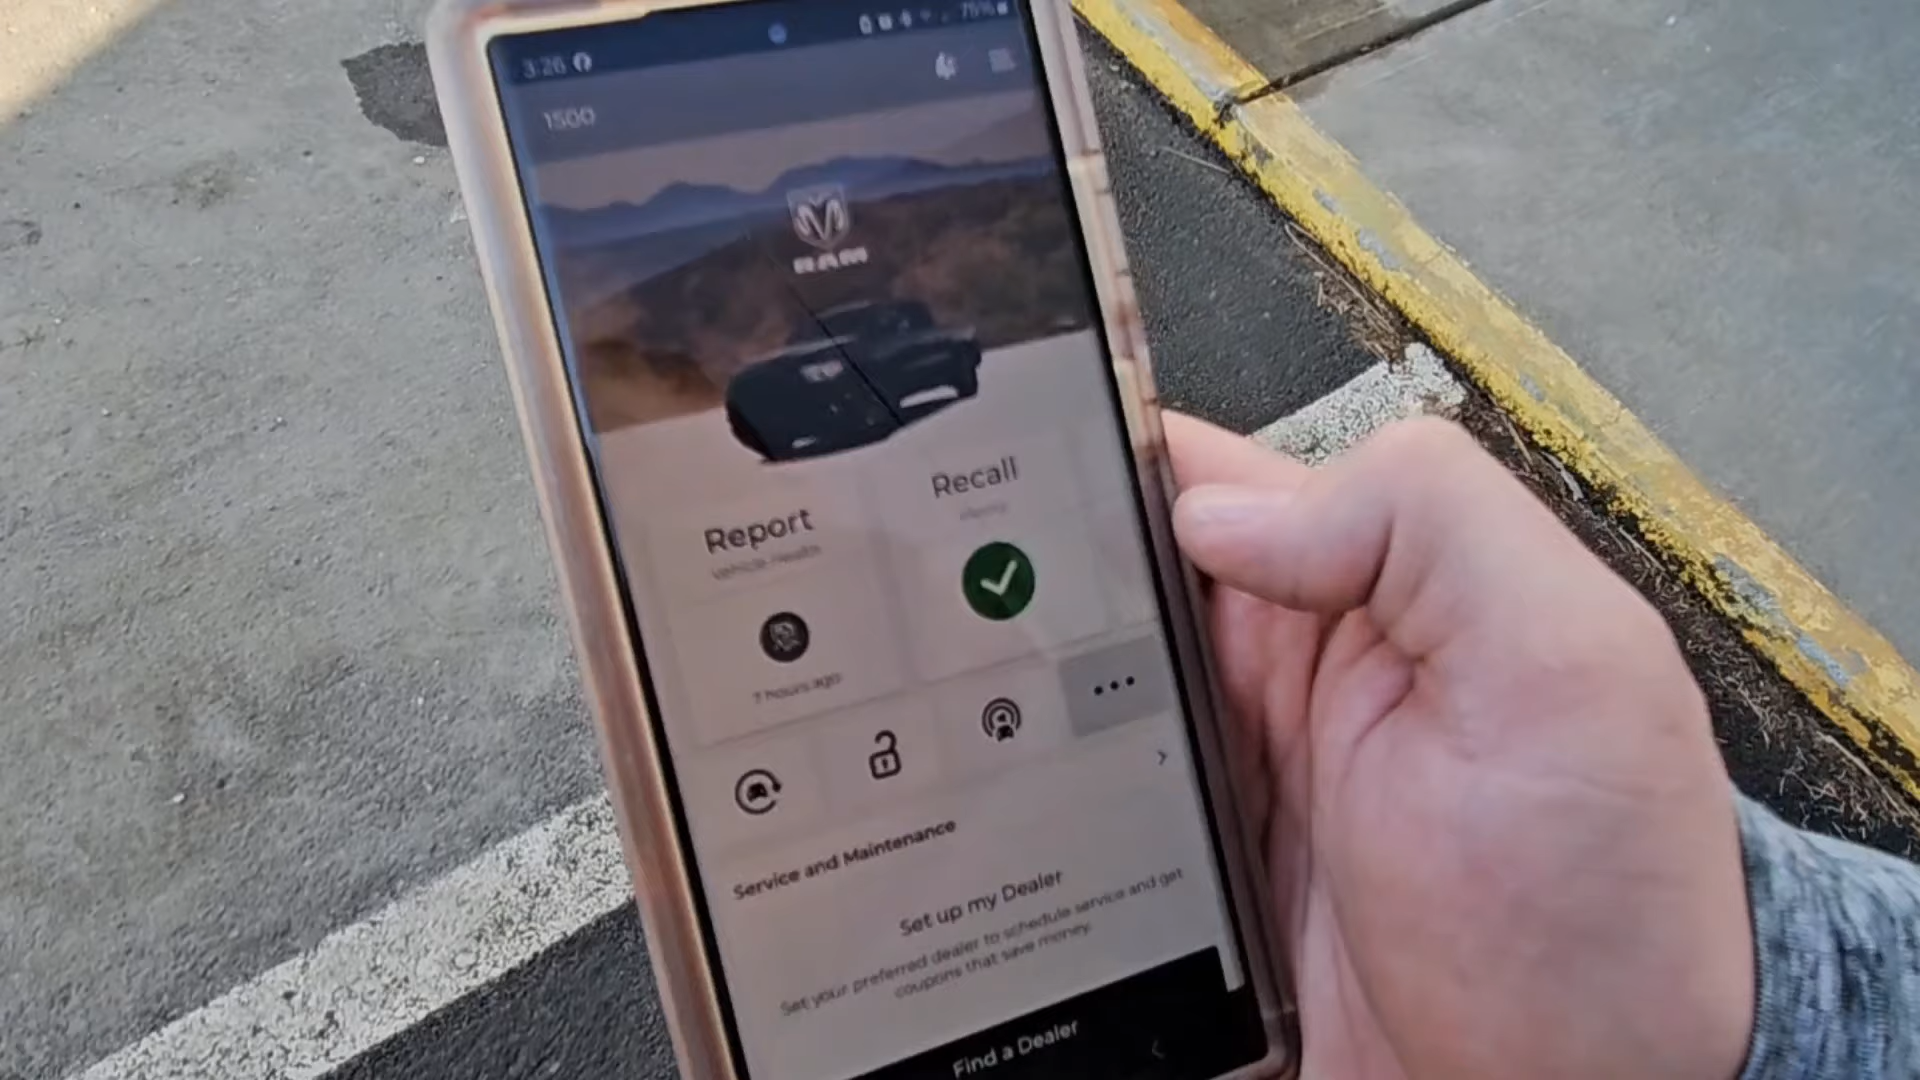 3:26
75%
1500
RAM
Recall
Report
Vehicle Health
7 hours ago
Service and Maintenance
Set up my Dealer
Set your preferred dealer to schedule service and get
coupons that save money.
Find a Dealer